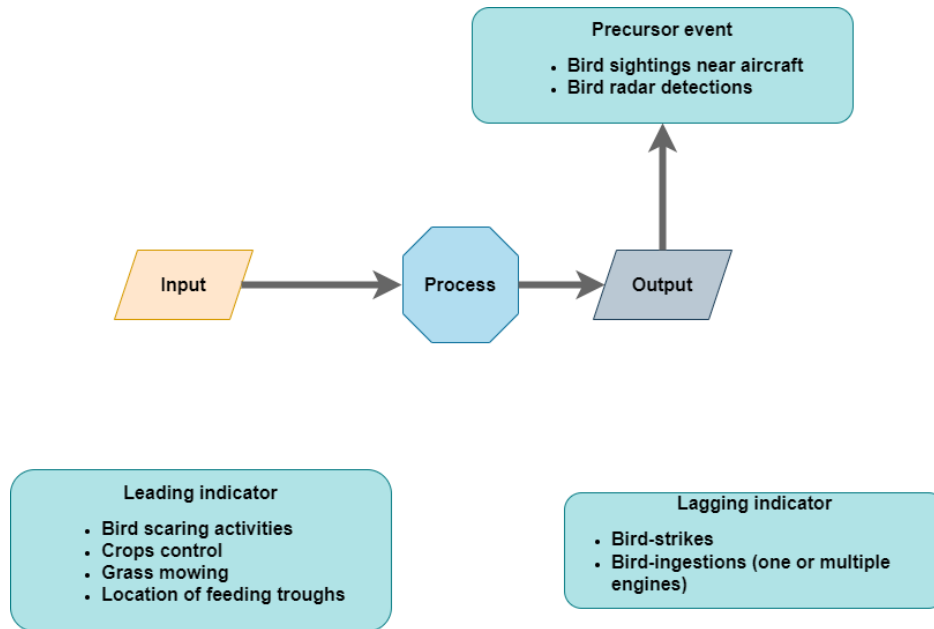 Precursor event
• Bird sightings near aircraft
• Bird radar detections
Input
Process
Output
Leading indicator
• Bird scaring activities
• Crops control
• Grass mowing
• Location of feeding troughs
Lagging indicator
• Bird-strikes
• Bird-ingestions (one or multiple
engines)